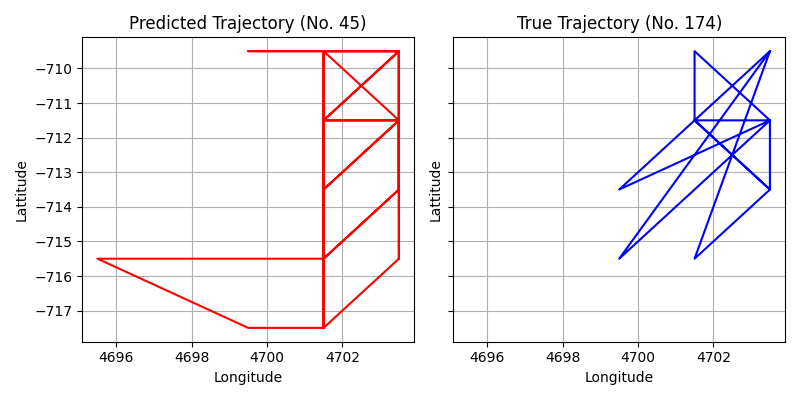 Predicted Trajectory (No. 45)
True Trajectory (No. 174)
−710
−711
−712
−713
−714
−715
−716
−717
Lattitude
Lattitude
4696 4698 4700 4702
4696 4698 4700 4702
Longitude
Longitude